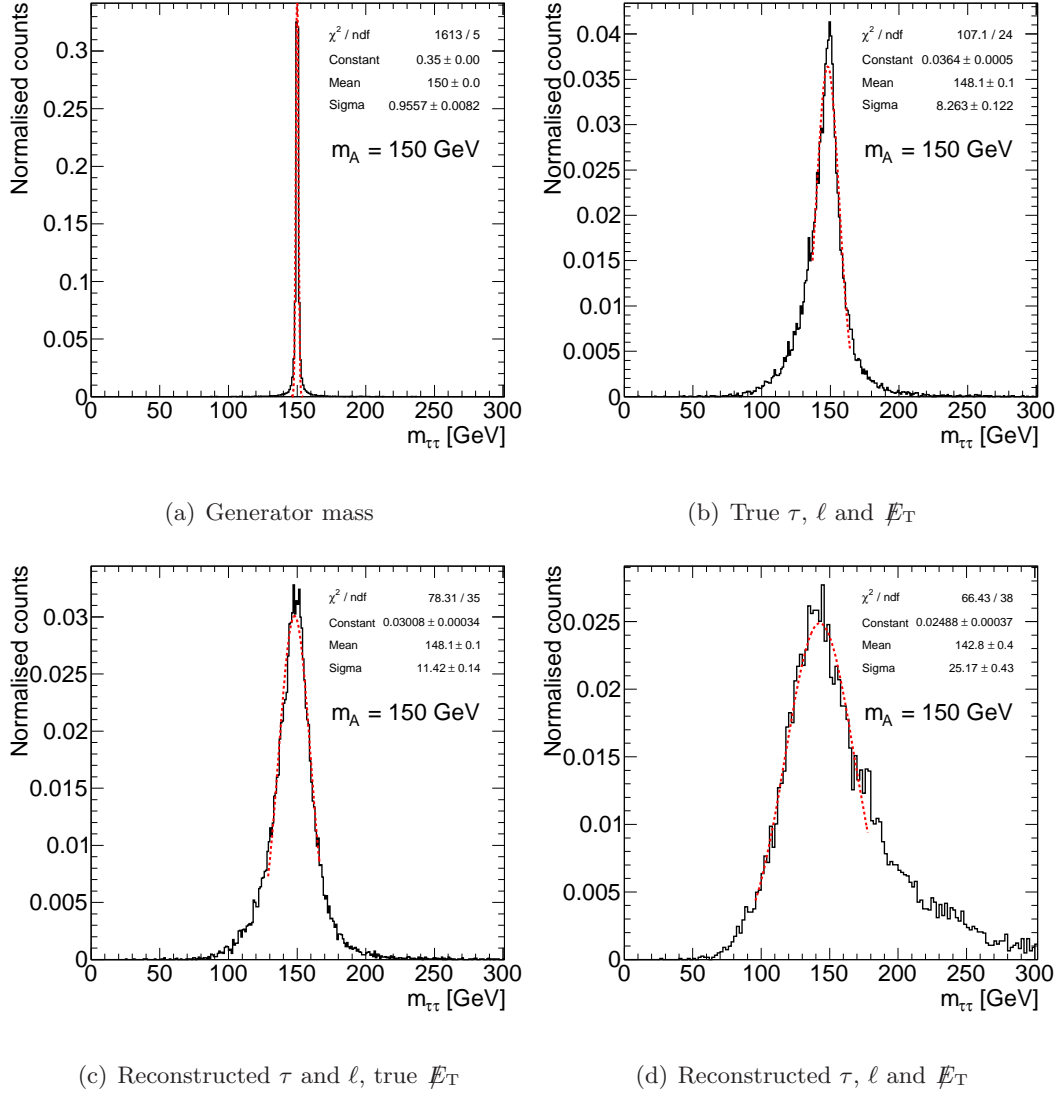 Normalised counts
0.3
0.25
0.2
0.15
0.1
0.05
0
0 50 100 150 200 250 300
m_ττ [GeV]
χ² / ndf 1613 / 5
Constant 0.35 ± 0.00
Mean 150 ± 0.0
Sigma 0.9557 ± 0.0082
m_A = 150 GeV
(a) Generator mass
Normalised counts
0.04
0.035
0.03
0.025
0.02
0.015
0.01
0.005
0
0 50 100 150 200 250 300
m_ττ [GeV]
χ² / ndf 107.1 / 24
Constant 0.0364 ± 0.0005
Mean 148.1 ± 0.1
Sigma 8.263 ± 0.122
m_A = 150 GeV
(b) True τ, ℓ and E̸_T
Normalised counts
0.03
0.025
0.02
0.015
0.01
0.005
0
0 50 100 150 200 250 300
m_ττ [GeV]
χ² / ndf 78.31 / 35
Constant 0.03008 ± 0.00034
Mean 148.1 ± 0.1
Sigma 11.42 ± 0.14
m_A = 150 GeV
(c) Reconstructed τ and ℓ, true E̸_T
Normalised counts
0.025
0.02
0.015
0.01
0.005
0
0 50 100 150 200 250 300
m_ττ [GeV]
χ² / ndf 66.43 / 38
Constant 0.02488 ± 0.00037
Mean 142.8 ± 0.4
Sigma 25.17 ± 0.43
m_A = 150 GeV
(d) Reconstructed τ, ℓ and E̸_T